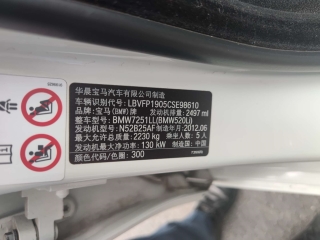 华晨宝马汽车有限公司制造
车辆识别代号: LBVFP1905CSE98610
品牌: 宝马(BMW)牌 发动机排量: 2497 ml
整车型号: BMW7251LL(BMW520Li)
发动机型号: N52B25AF 制造年月: 2012.06
最大允许总质量: 2230 kg 乘坐人数: 5 人
发动机最大净功率: 130 kW 制造国: 中国
颜色代码/色圈: 300